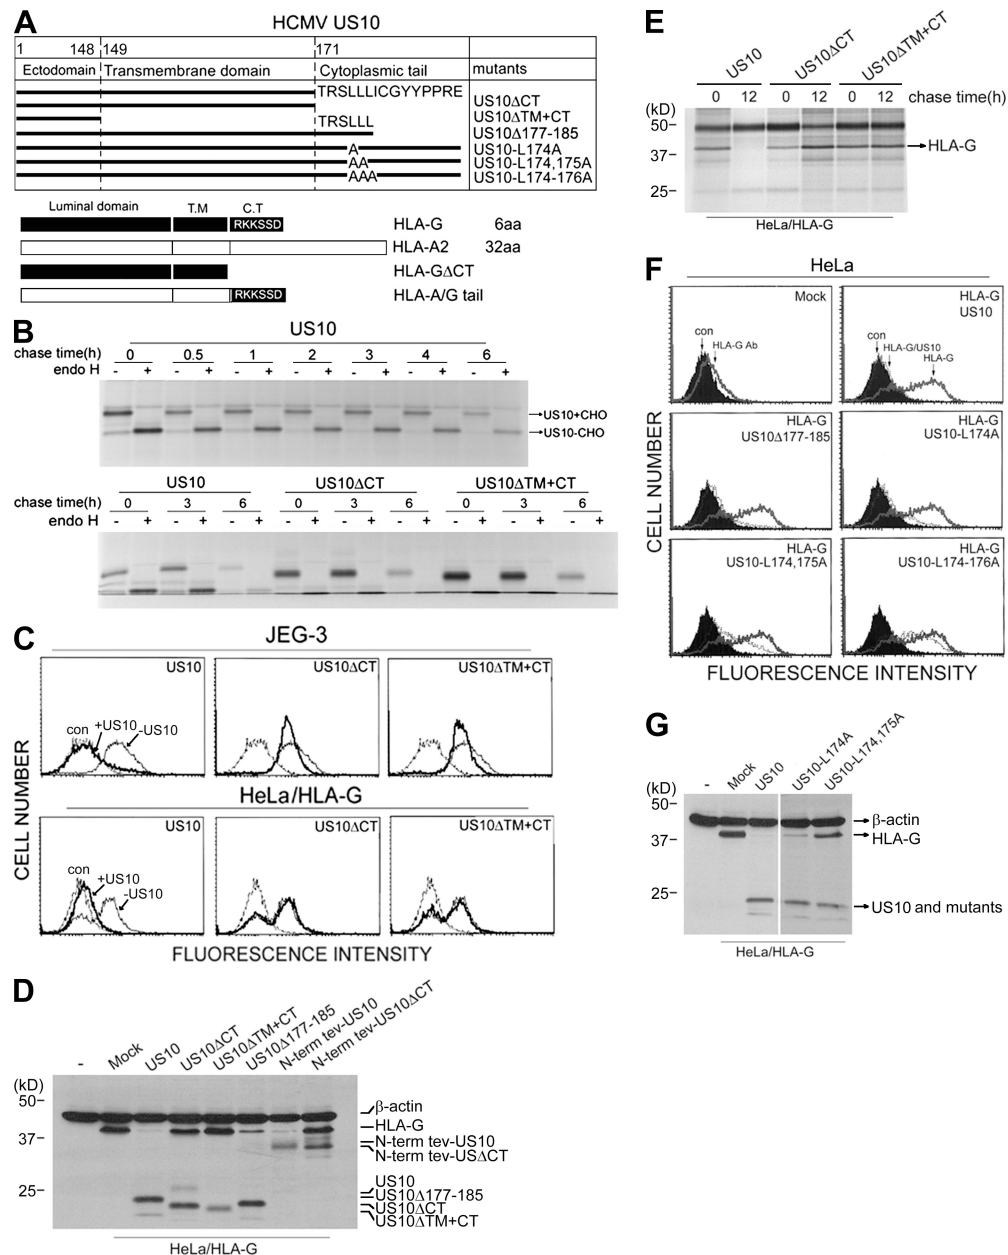 A
HCMV US10
1 148 149 171
Ectodomain Transmembrane domain Cytoplasmic tail mutants
TRSLLLICGYYPPRE
US10ΔCT
US10ΔTM+CT
TRSLLL
US10Δ177-185
A US10-L174A
AA US10-L174,175A
AAA US10-L174-176A
Luminal domain T.M C.T
RKKSSD HLA-G 6aa
HLA-A2 32aa
HLA-GΔCT
RKKSSD HLA-A/G tail
B
US10
chase time(h) 0 0.5 1 2 3 4 6
endo H - + - + - + - + - + - + - +
US10+CHO
US10-CHO
US10 US10ΔCT US10ΔTM+CT
chase time(h) 0 3 6 0 3 6 0 3 6
endo H - + - + - + - + - + - + - + - + - +
C
JEG-3
US10 US10ΔCT US10ΔTM+CT
con +US10 -US10
HeLa/HLA-G
US10 US10ΔCT US10ΔTM+CT
con +US10 -US10
CELL NUMBER
FLUORESCENCE INTENSITY
D
- Mock US10 US10ΔCT US10ΔTM+CT US10Δ177-185 N-term tev-US10 N-term tev-US10ΔCT
(kD)
50
37
25
β-actin
HLA-G
N-term tev-US10
N-term tev-USΔCT
US10
US10Δ177-185
US10ΔCT
US10ΔTM+CT
HeLa/HLA-G
E
US10 US10ΔCT US10ΔTM+CT
0 12 0 12 0 12 chase time(h)
(kD)
50
37
25
HLA-G
HeLa/HLA-G
F
HeLa
Mock
con
HLA-G Ab
HLA-G
US10
con
HLA-G/US10
HLA-G
HLA-G
US10Δ177-185
HLA-G
US10-L174A
HLA-G
US10-L174,175A
HLA-G
US10-L174-176A
CELL NUMBER
FLUORESCENCE INTENSITY
G
- Mock US10 US10-L174A US10-L174,175A
(kD)
50
37
25
β-actin
HLA-G
US10 and mutants
HeLa/HLA-G